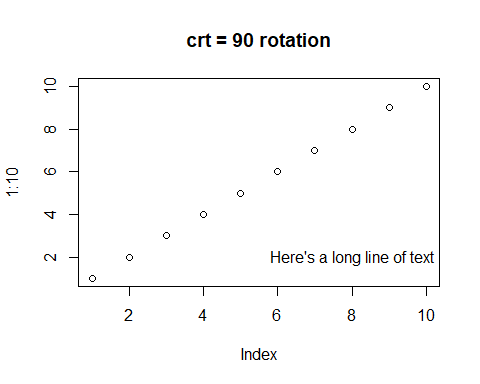 crt = 90 rotation
10
8
6
4
2
1:10
Here's a long line of text
2 4 6 8 10
Index